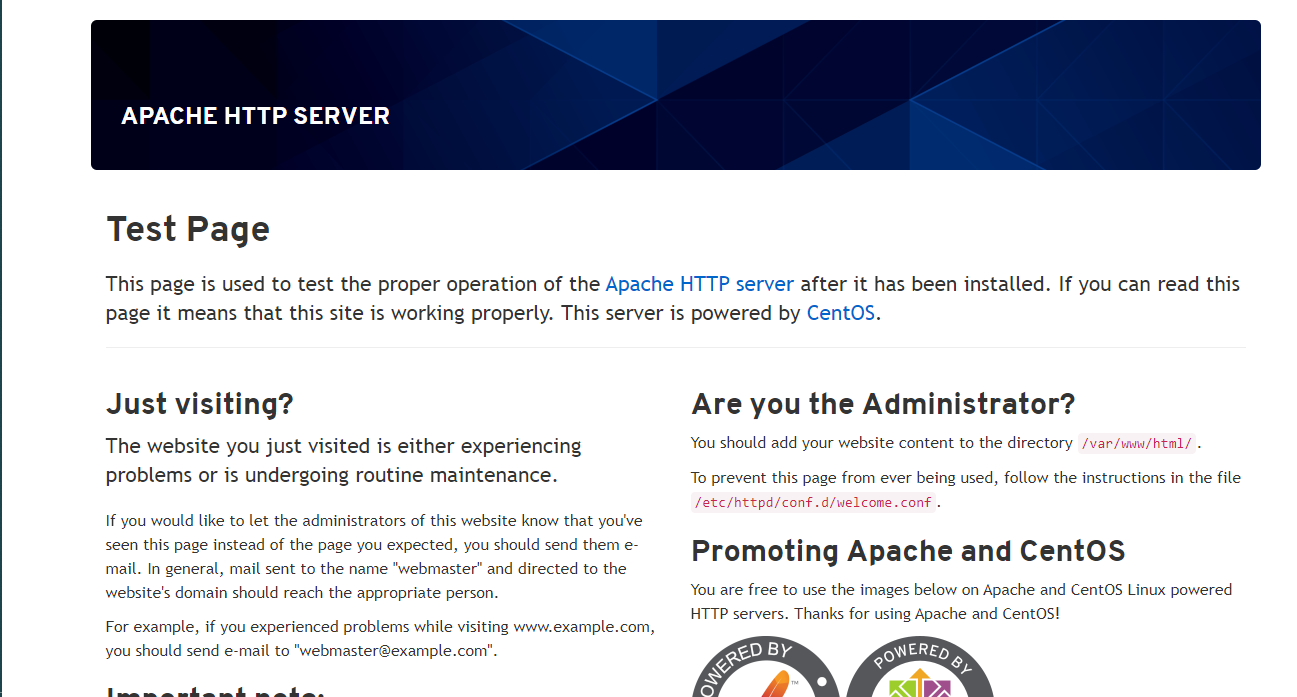 APACHE HTTP SERVER
Test Page
This page is used to test the proper operation of the Apache HTTP server after it has been installed. If you can read this
page it means that this site is working properly. This server is powered by CentOS.
Just visiting?
The website you just visited is either experiencing
problems or is undergoing routine maintenance.
If you would like to let the administrators of this website know that you've
seen this page instead of the page you expected, you should send them e-
mail. In general, mail sent to the name "webmaster" and directed to the
website's domain should reach the appropriate person.
For example, if you experienced problems while visiting www.example.com,
you should send e-mail to "webmaster@example.com".
Important note:
Are you the Administrator?
You should add your website content to the directory /var/www/html/.
To prevent this page from ever being used, follow the instructions in the file
/etc/httpd/conf.d/welcome.conf.
Promoting Apache and CentOS
You are free to use the images below on Apache and CentOS Linux powered
HTTP servers. Thanks for using Apache and CentOS!
POWERED BY
TM
POWERED BY